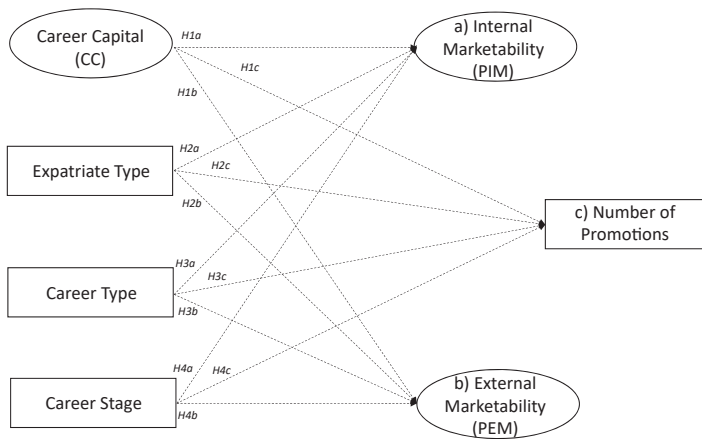 Career Capital
(CC)
H1a
H1c
H1b
a) Internal
Marketability
(PIM)
Expatriate Type
H2a
H2c
H2b
c) Number of
Promotions
Career Type
H3a
H3c
H3b
Career Stage
H4a
H4c
H4b
b) External
Marketability
(PEM)